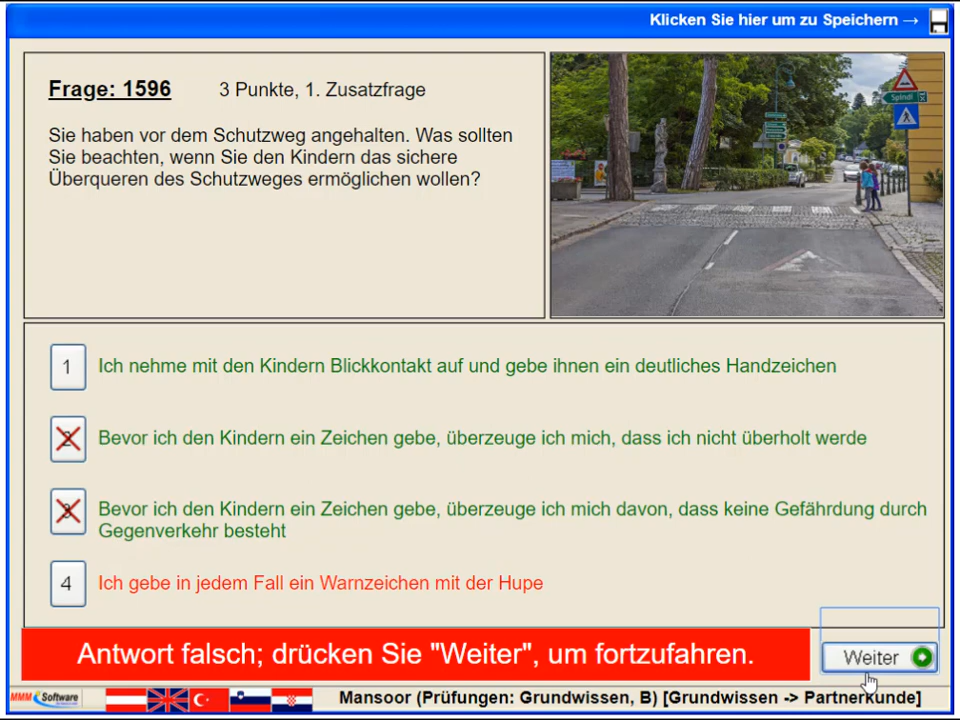 Klicken Sie hier um zu Speichern →
Frage: 1596 3 Punkte, 1. Zusatzfrage
Sie haben vor dem Schutzweg angehalten. Was sollten
Sie beachten, wenn Sie den Kindern das sichere
Überqueren des Schutzweges ermöglichen wollen?
Spindl
1 Ich nehme mit den Kindern Blickkontakt auf und gebe ihnen ein deutliches Handzeichen
2 Bevor ich den Kindern ein Zeichen gebe, überzeuge ich mich, dass ich nicht überholt werde
3 Bevor ich den Kindern ein Zeichen gebe, überzeuge ich mich davon, dass keine Gefährdung durch
Gegenverkehr besteht
4 Ich gebe in jedem Fall ein Warnzeichen mit der Hupe
Antwort falsch; drücken Sie "Weiter", um fortzufahren.
Weiter
MMM Software
Mansoor (Prüfungen: Grundwissen, B) [Grundwissen -> Partnerkunde]